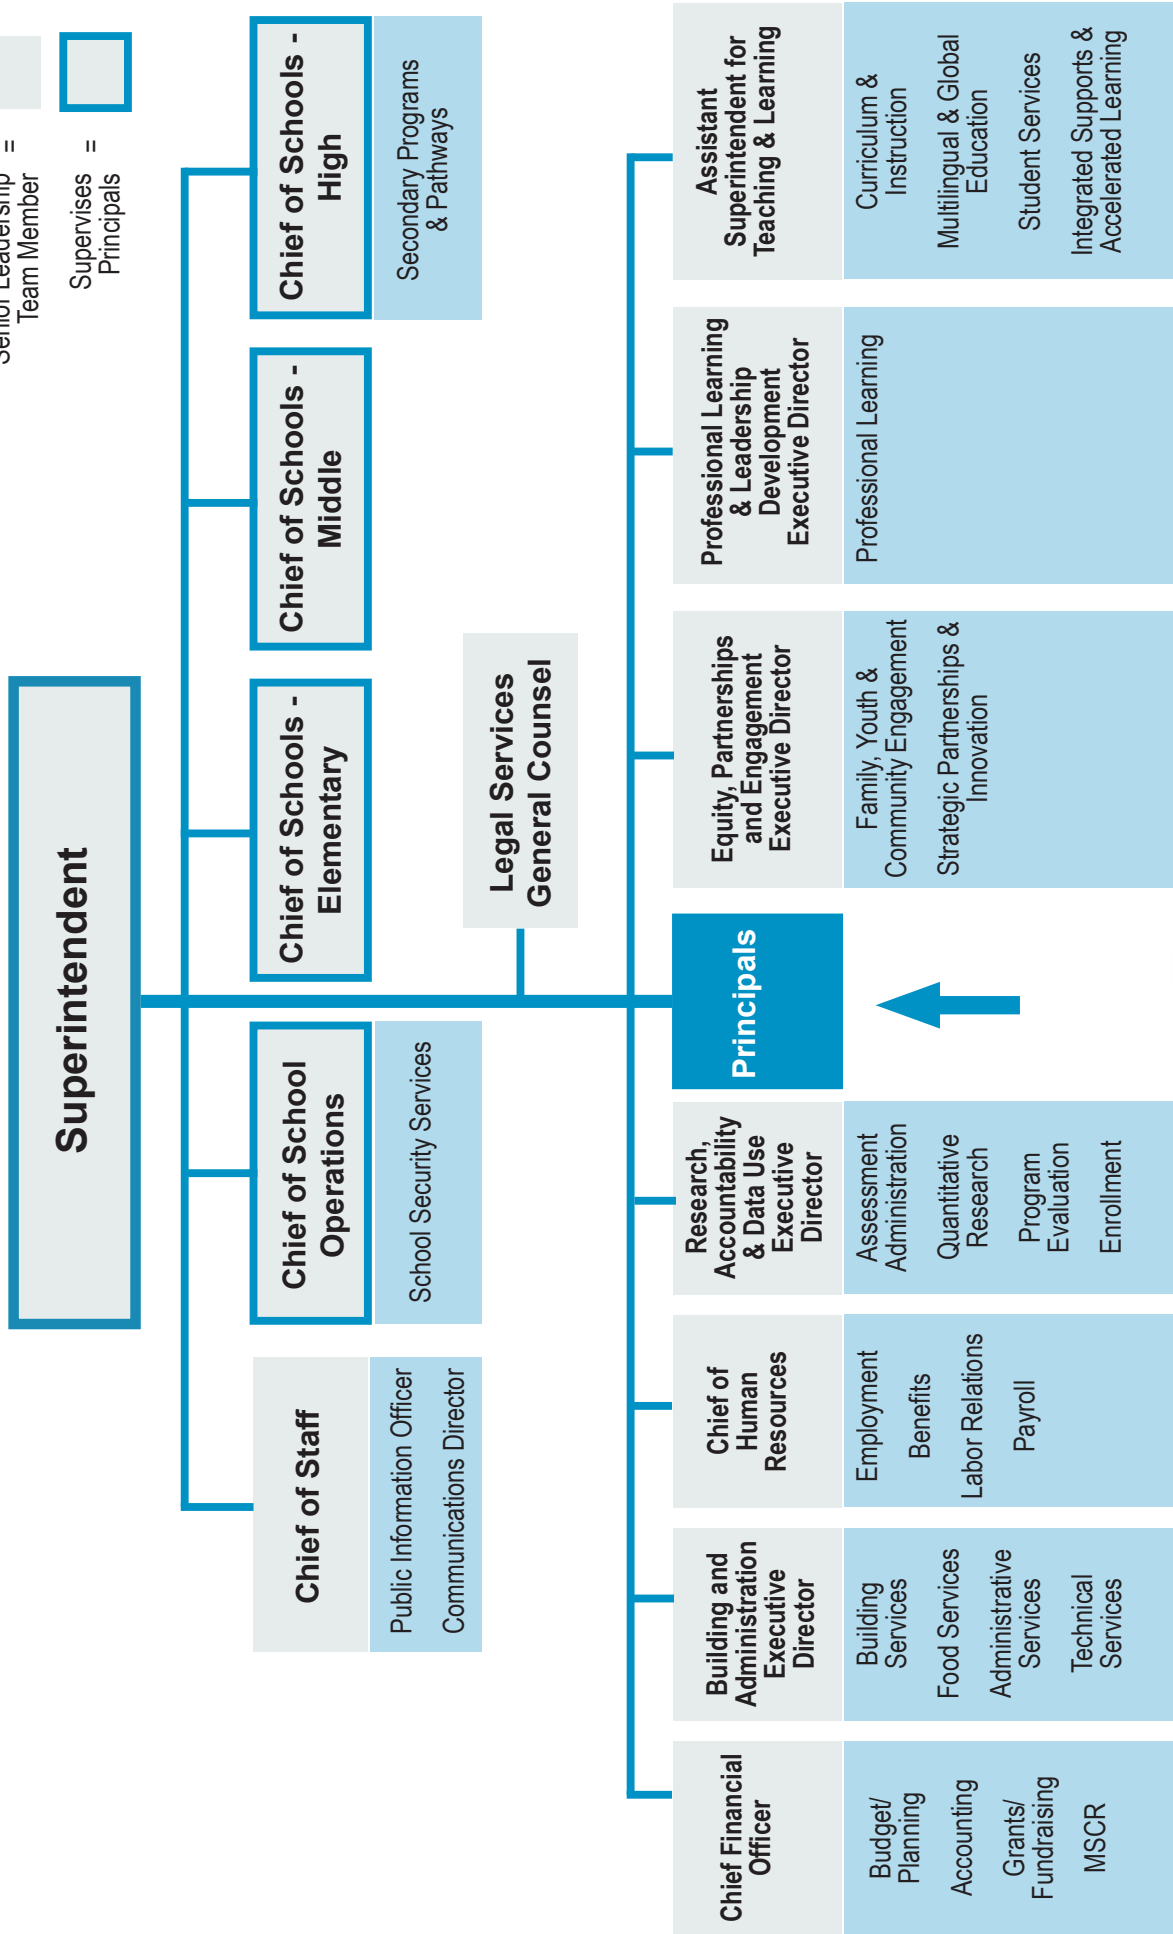 Senior Leadership =
Team Member
Supervises =
Principals
Superintendent
Chief of Staff
Public Information Officer
Communications Director
Chief of School
Operations
School Security Services
Chief of Schools -
Elementary
Chief of Schools -
Middle
Chief of Schools -
High
Secondary Programs
& Pathways
Legal Services
General Counsel
Chief Financial
Officer
Budget/
Planning
Accounting
Grants/
Fundraising
MSCR
Building and
Administration
Executive
Director
Building
Services
Food Services
Administrative
Services
Technical
Services
Chief of
Human
Resources
Employment
Benefits
Labor Relations
Payroll
Research,
Accountability
& Data Use
Executive
Director
Assessment
Administration
Quantitative
Research
Program
Evaluation
Enrollment
Principals
Equity, Partnerships
and Engagement
Executive Director
Family, Youth &
Community Engagement
Strategic Partnerships &
Innovation
Professional Learning
& Leadership
Development
Executive Director
Professional Learning
Assistant
Superintendent for
Teaching & Learning
Curriculum &
Instruction
Multilingual & Global
Education
Student Services
Integrated Supports &
Accelerated Learning